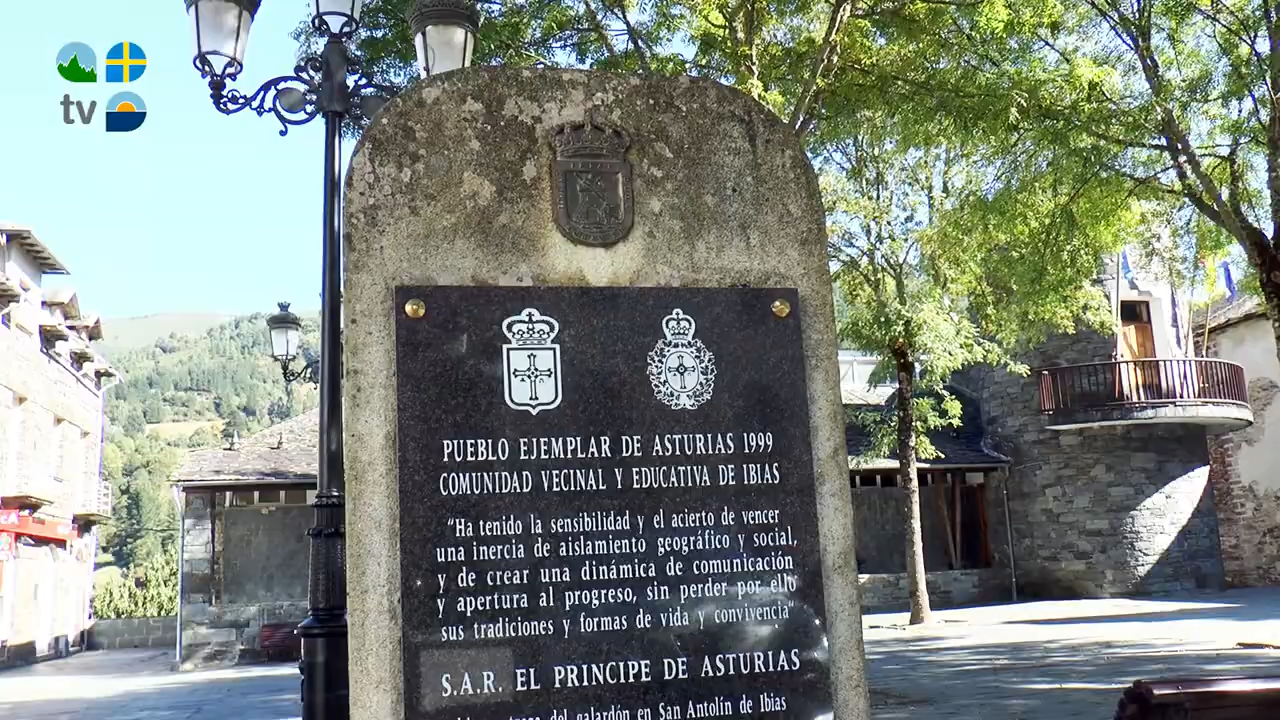 tv
PUEBLO EJEMPLAR DE ASTURIAS 1999
COMUNIDAD VECINAL Y EDUCATIVA DE IBIAS
"Ha tenido la sensibilidad y el acierto de vencer
una inercia de aislamiento geográfico y social,
y de crear una dinámica de comunicación
y apertura al progreso, sin perder por ello
sus tradiciones y formas de vida y convivencia"
S.A.R. EL PRINCIPE DE ASTURIAS
del galardón en San Antolín de Ibias